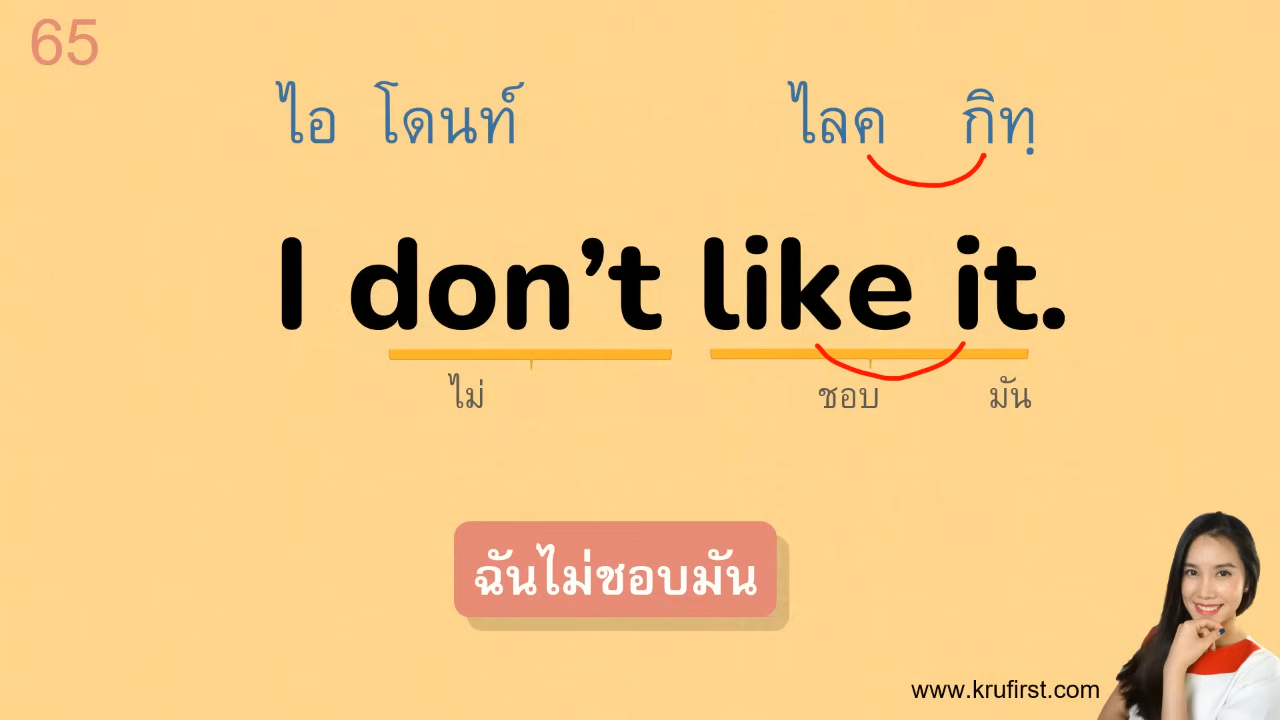 65
ไอ โดนท์ ไลค กิทฺ
I don’t like it.
ไม่ ชอบ มัน
ฉันไม่ชอบมัน
www.krufirst.com